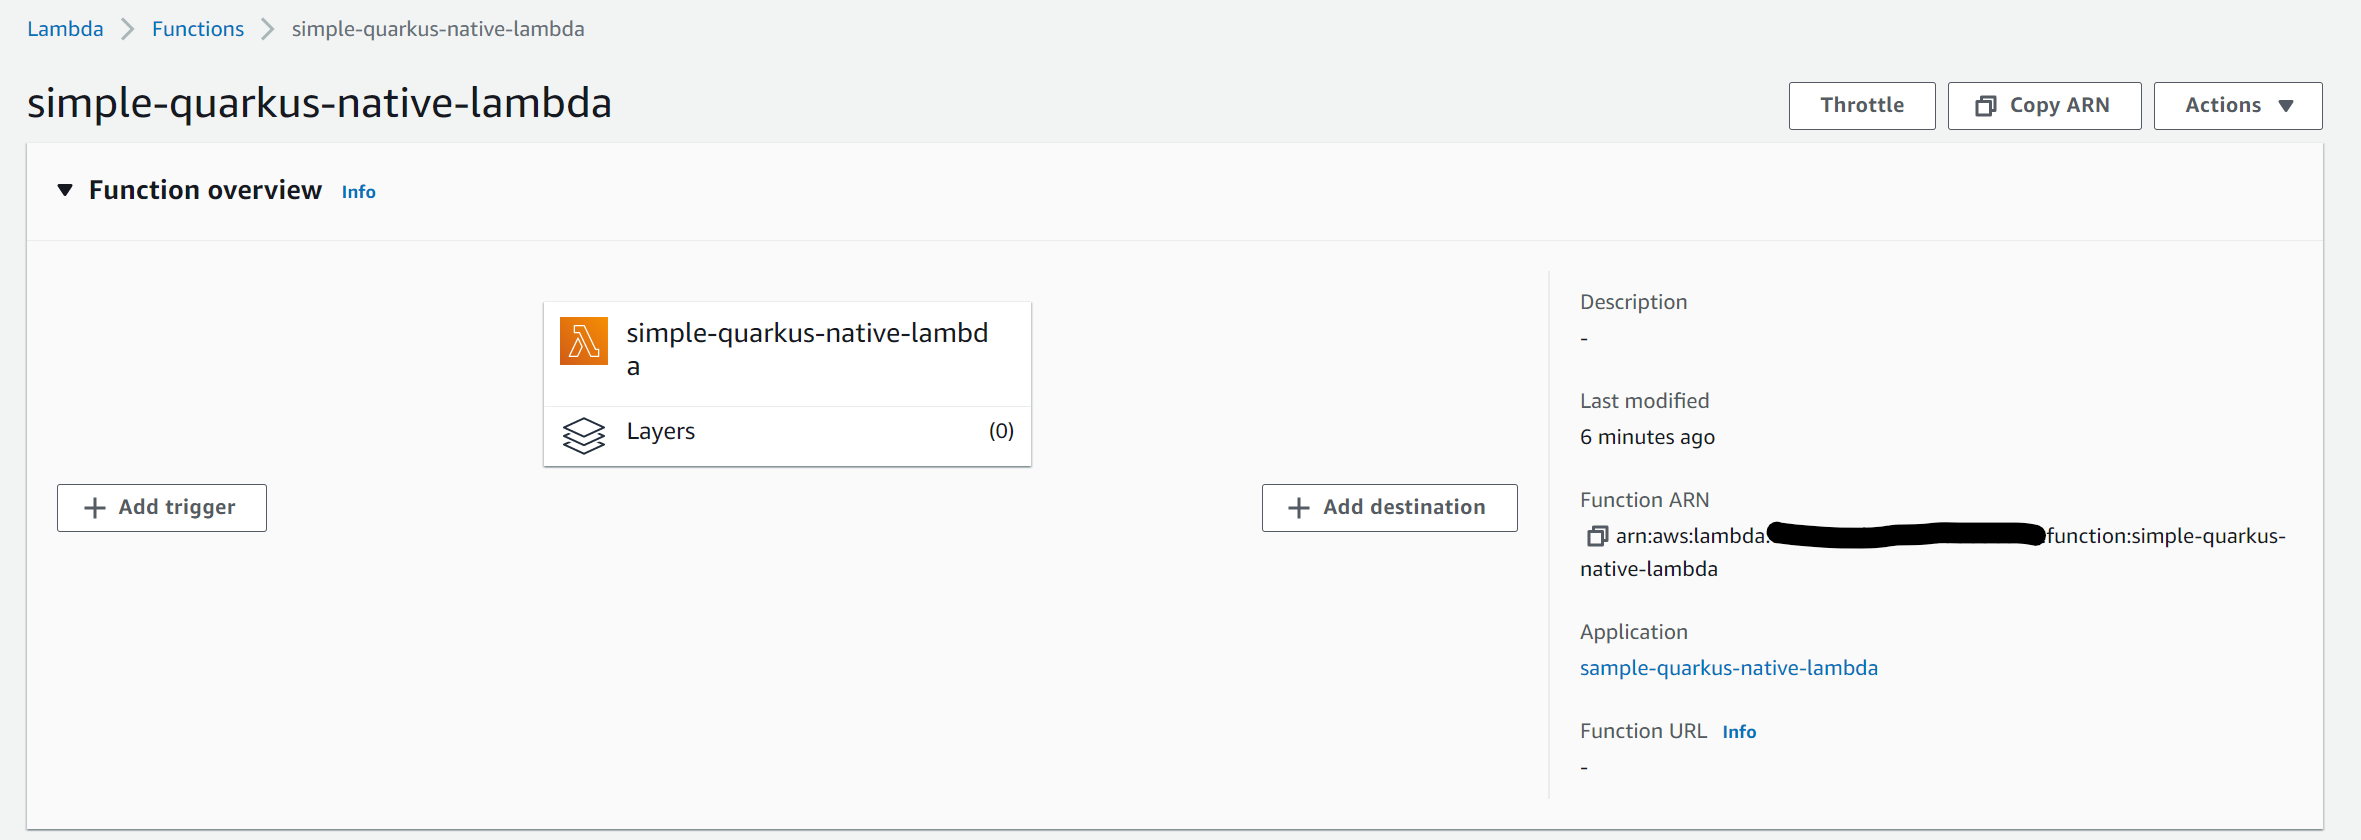 Lambda Functions simple-quarkus-native-lambda
simple-quarkus-native-lambda
Throttle Copy ARN Actions
Function overview Info
simple-quarkus-native-lambd
a
Layers (0)
Add trigger
Add destination
Description
-
Last modified
6 minutes ago
Function ARN
arn:aws:lambda: function:simple-quarkus-
native-lambda
Application
sample-quarkus-native-lambda
Function URL Info
-